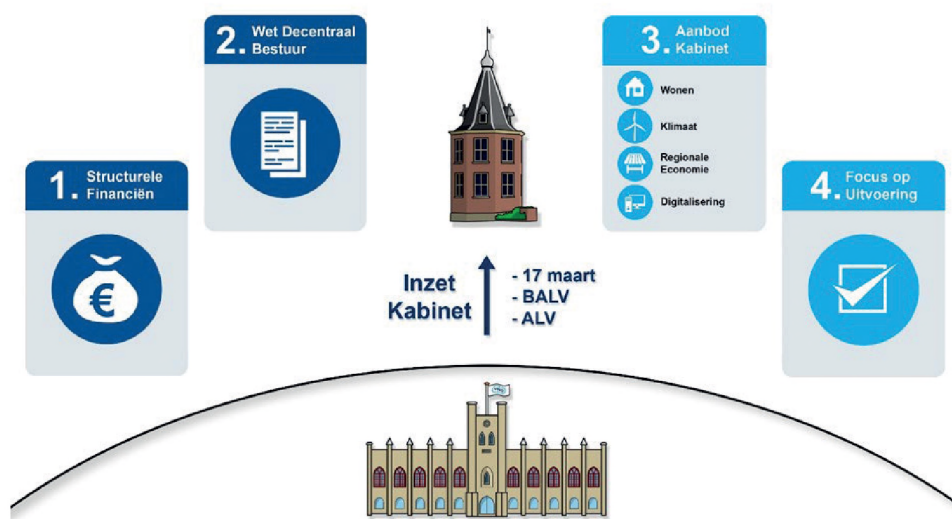 1. Structurele
Financiën
2. Wet Decentraal
Bestuur
3. Aanbod
Kabinet
Wonen
Klimaat
Regionale
Economie
Digitalisering
4. Focus op
Uitvoering
Inzet
Kabinet
- 17 maart
- BALV
- ALV